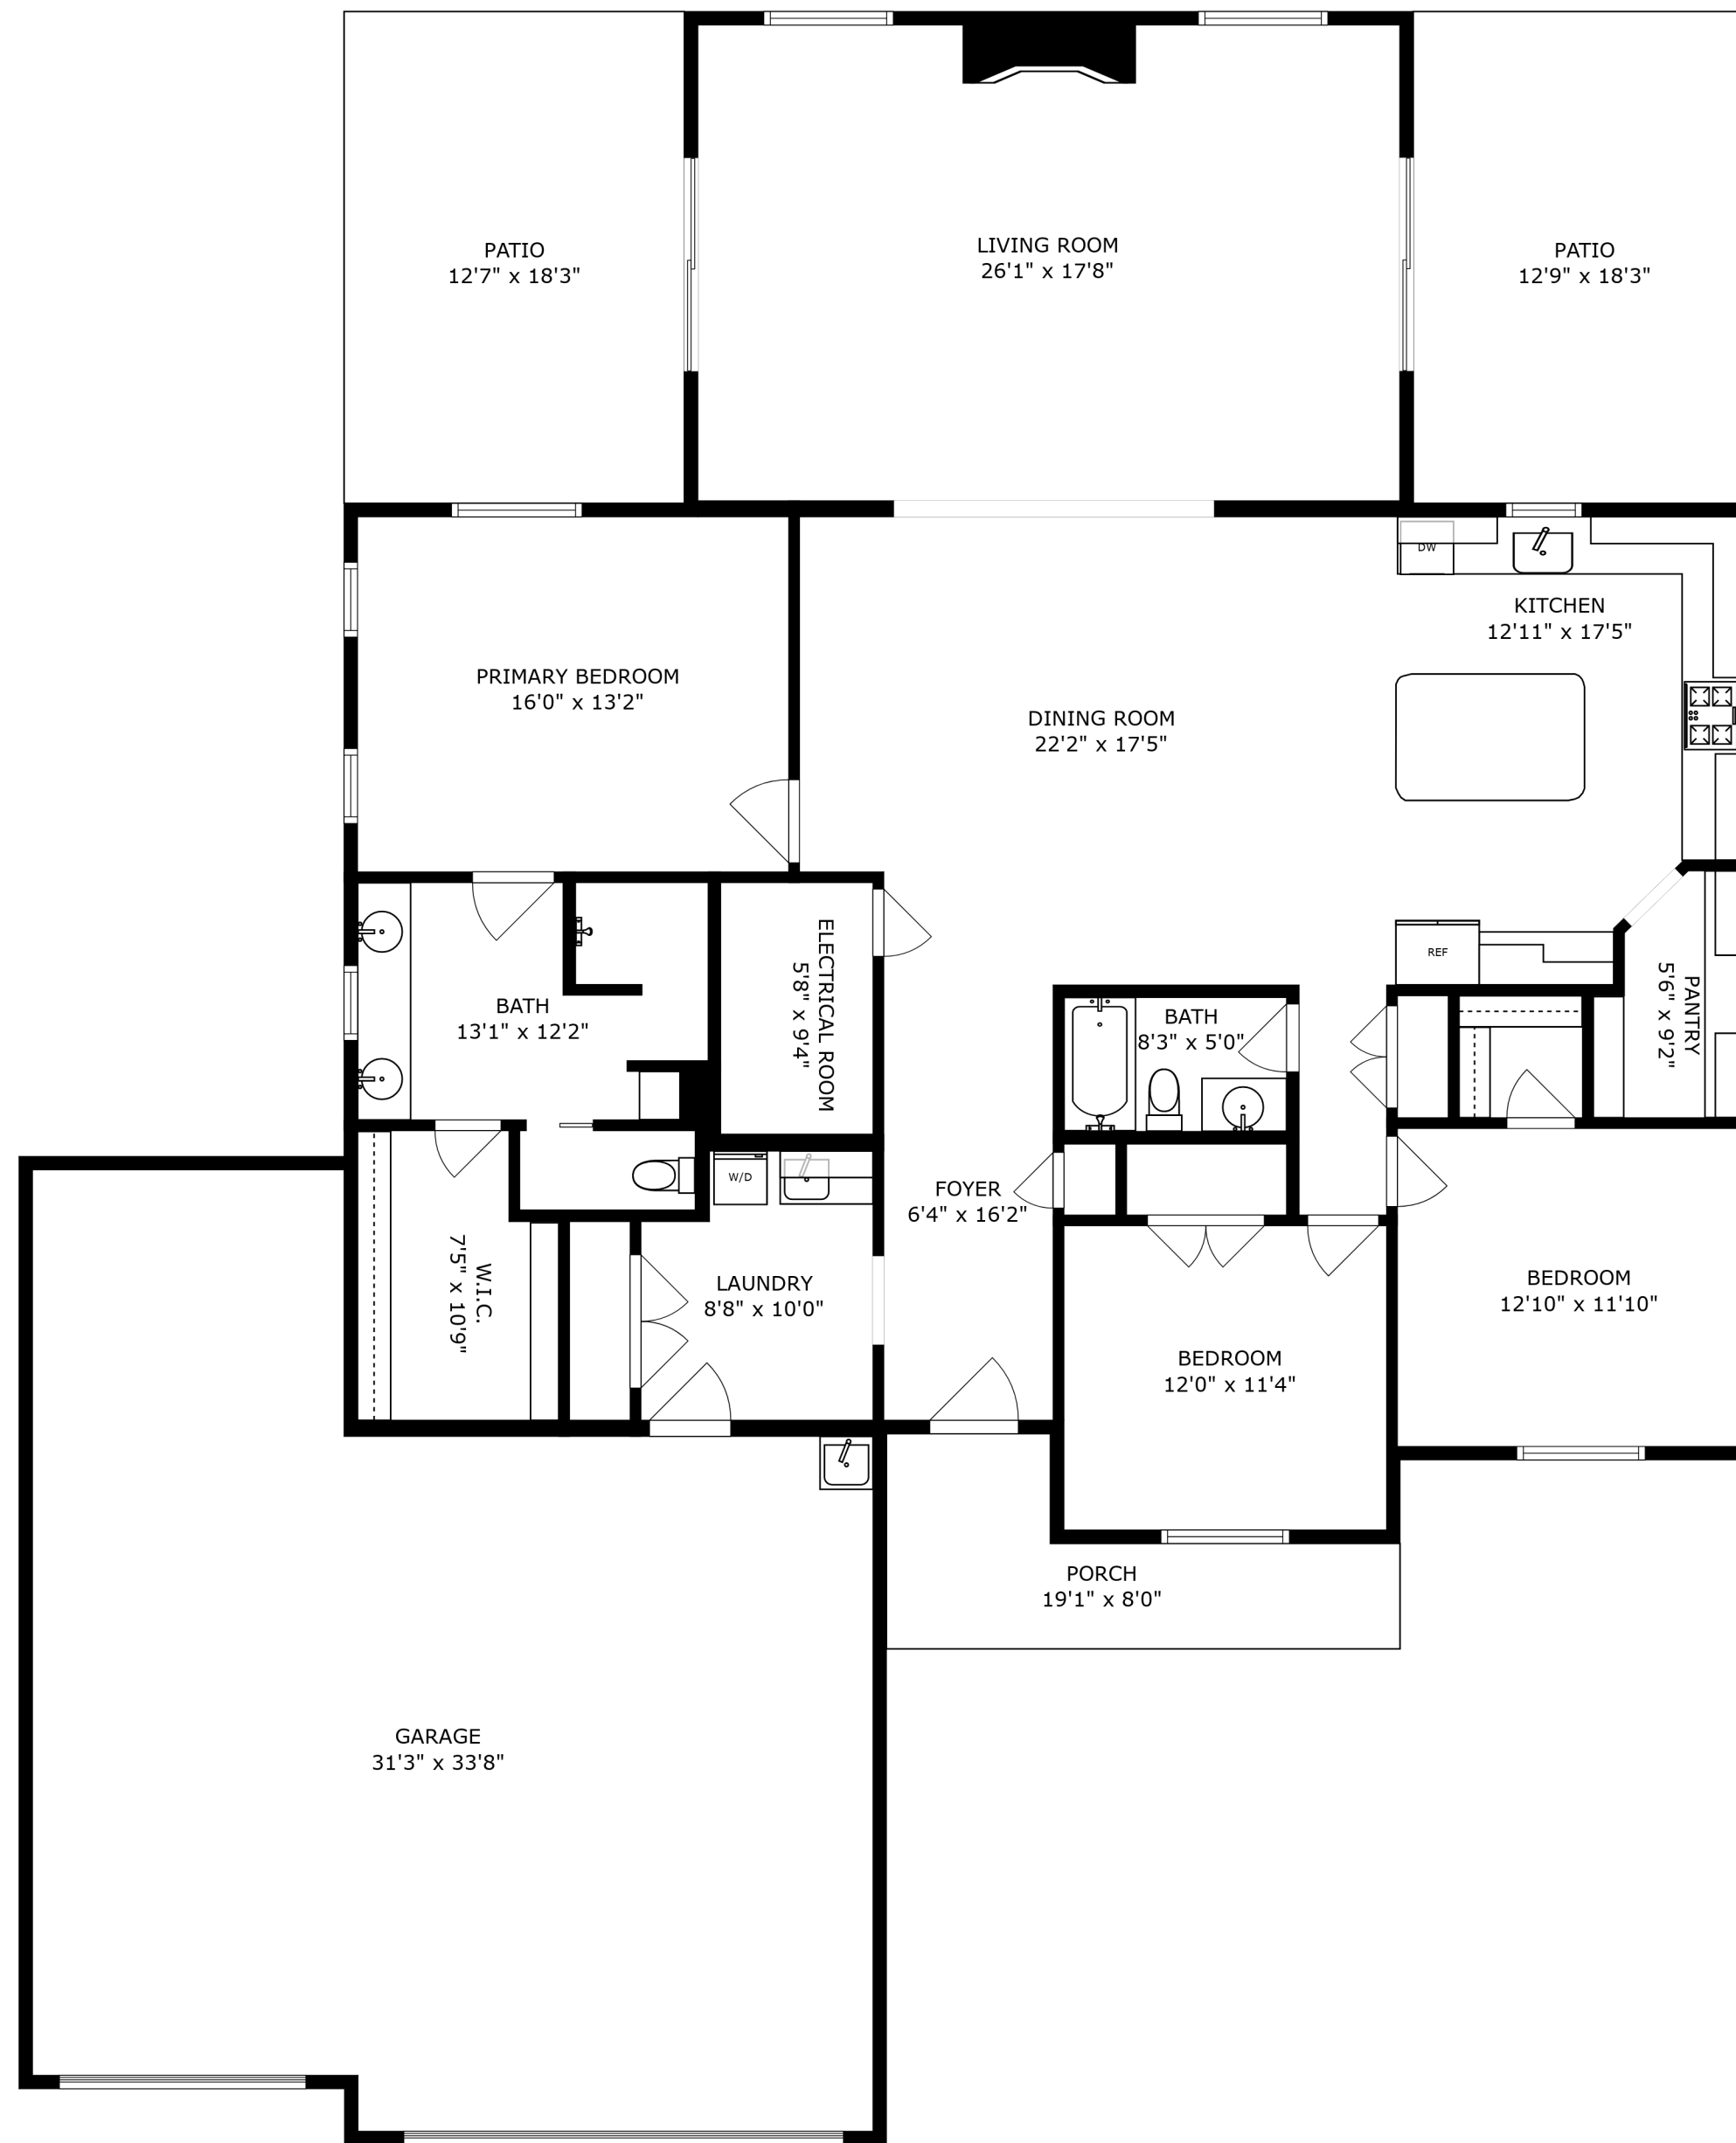 PATIO
12'7" x 18'3"
LIVING ROOM
26'1" x 17'8"
PATIO
12'9" x 18'3"
DW
KITCHEN
12'11" x 17'5"
PRIMARY BEDROOM
16'0" x 13'2"
DINING ROOM
22'2" x 17'5"
REF
ELECTRICAL ROOM
5'8" x 9'4"
BATH
13'1" x 12'2"
BATH
8'3" x 5'0"
PANTRY
5'6" x 9'2"
W/D
FOYER
6'4" x 16'2"
W.I.C.
7'5" x 10'9"
LAUNDRY
8'8" x 10'0"
BEDROOM
12'10" x 11'10"
BEDROOM
12'0" x 11'4"
PORCH
19'1" x 8'0"
GARAGE
31'3" x 33'8"